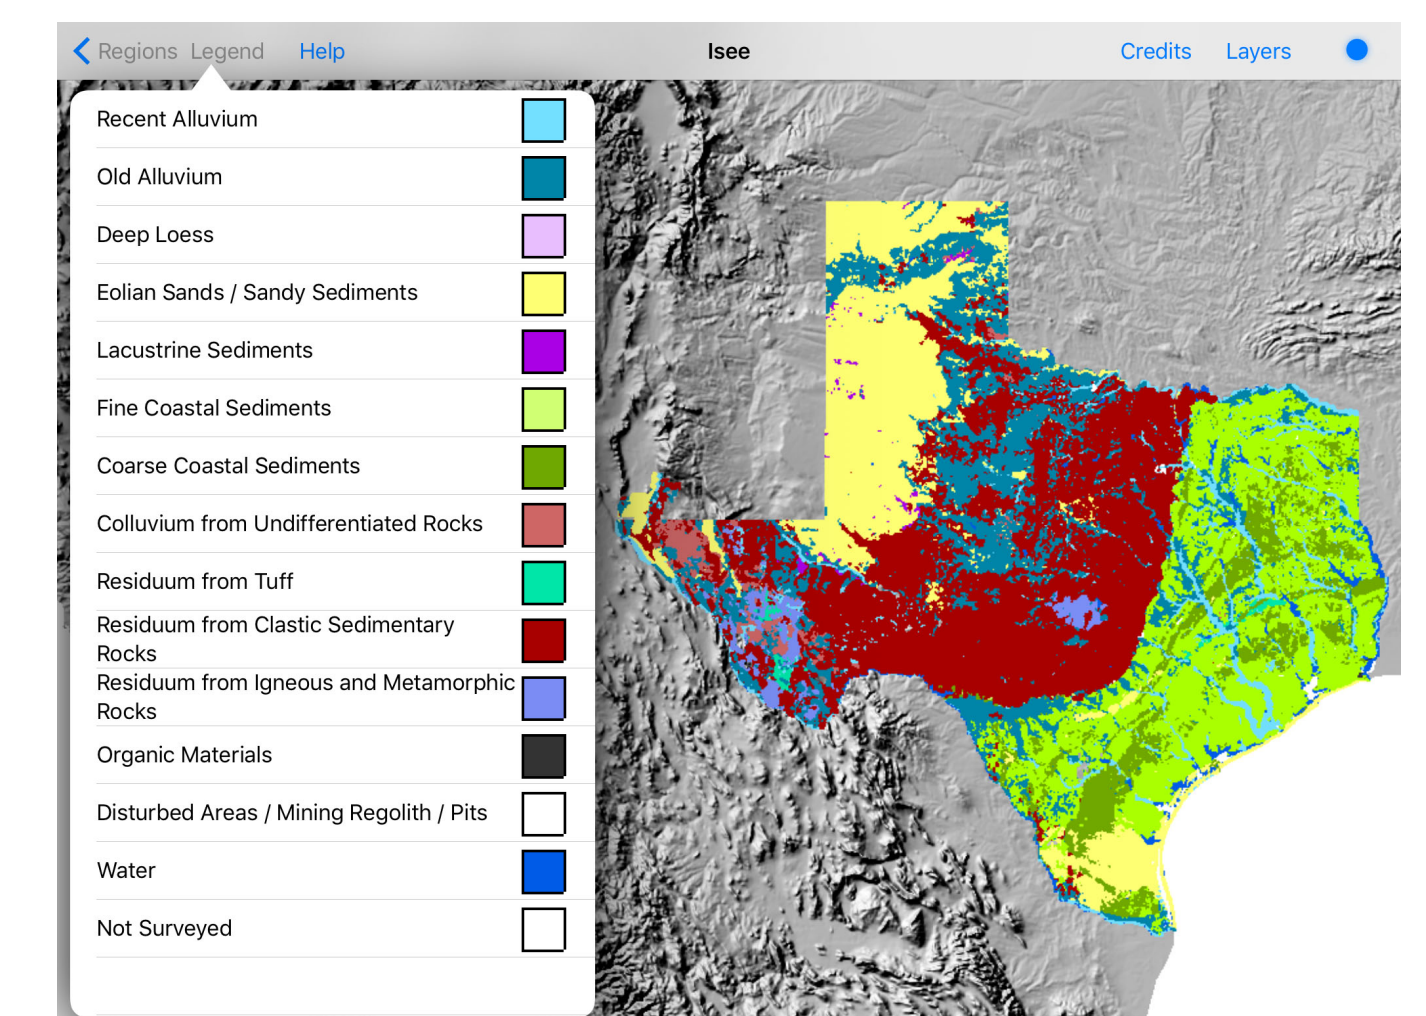 Regions Legend Help Isee Credits Layers
Recent Alluvium
Old Alluvium
Deep Loess
Eolian Sands / Sandy Sediments
Lacustrine Sediments
Fine Coastal Sediments
Coarse Coastal Sediments
Colluvium from Undifferentiated Rocks
Residuum from Tuff
Residuum from Clastic Sedimentary
Rocks
Residuum from Igneous and Metamorphic
Rocks
Organic Materials
Disturbed Areas / Mining Regolith / Pits
Water
Not Surveyed